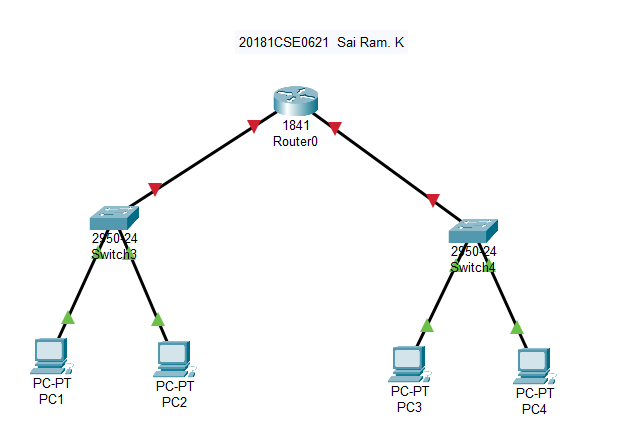 20181CSE0621  Sai Ram. K
1841
Router0
2950-24
Switch3
2950-24
Switch4
PC-PT
PC1
PC-PT
PC2
PC-PT
PC3
PC-PT
PC4